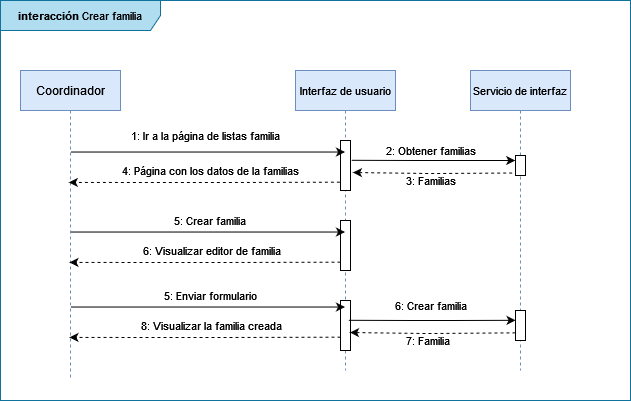 interacción Crear familia
Coordinador
Interfaz de usuario
Servicio de interfaz
1: Ir a la página de listas familia
2: Obtener familias
4: Página con los datos de la familias
3: Familias
5: Crear familia
6: Visualizar editor de familia
5: Enviar formulario
6: Crear familia
8: Visualizar la familia creada
7: Familia